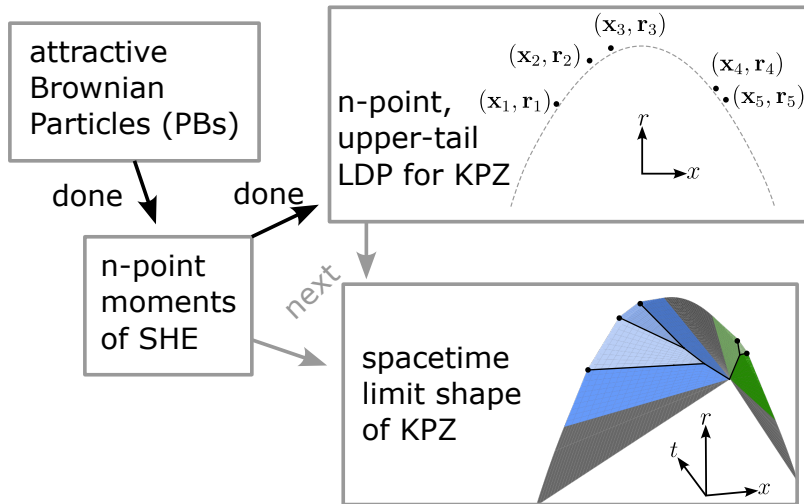 attractive
Brownian
Particles (PBs)
done
done
n-point
moments
of SHE
n-point,
upper-tail
LDP for KPZ
(x₁, r₁)
(x₂, r₂)
(x₃, r₃)
(x₄, r₄)
(x₅, r₅)
r
x
next
spacetime
limit shape
of KPZ
t
r
x